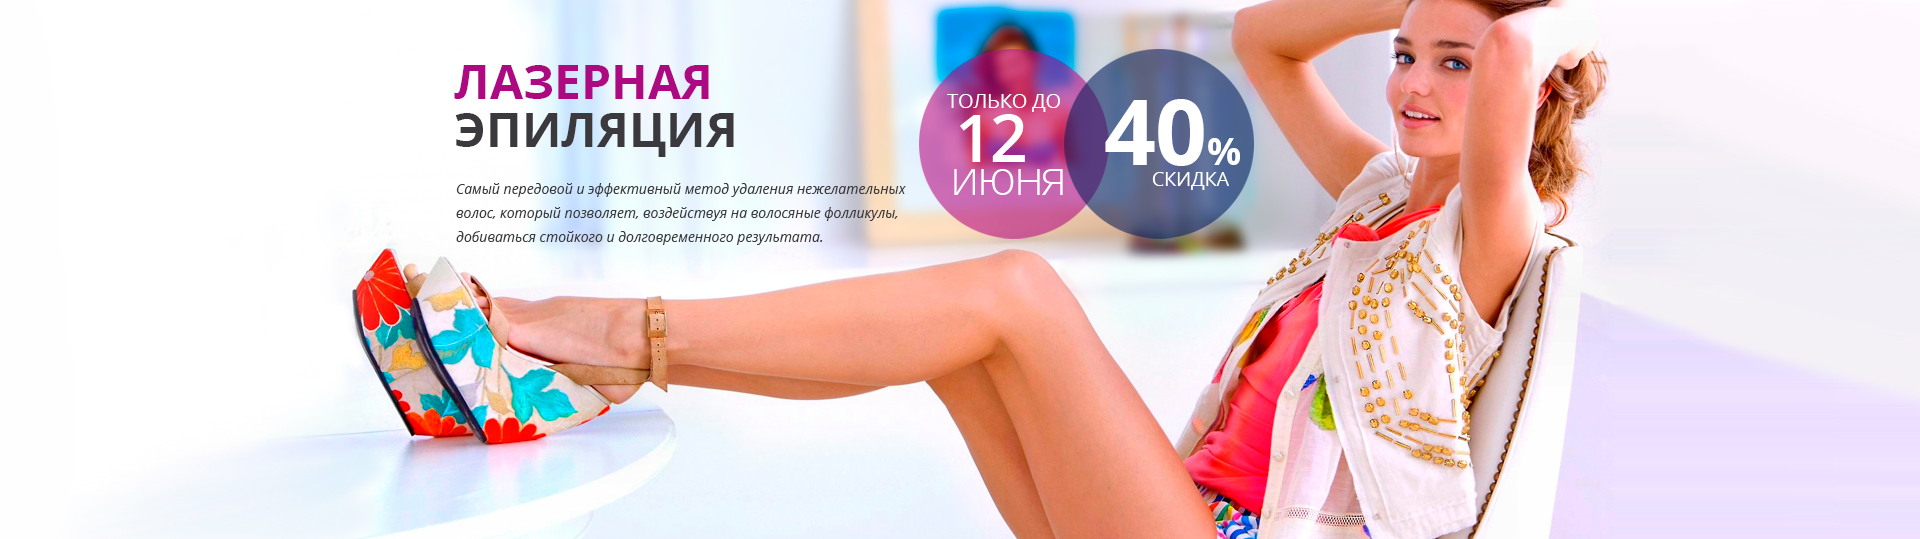 ЛАЗЕРНАЯ
ЭПИЛЯЦИЯ
Самый передовой и эффективный метод удаления нежелательных
волос, который позволяет, воздействуя на волосяные фолликулы,
добиваться стойкого и долговременного результата.
ТОЛЬКО ДО
12
ИЮНЯ
40%
СКИДКА